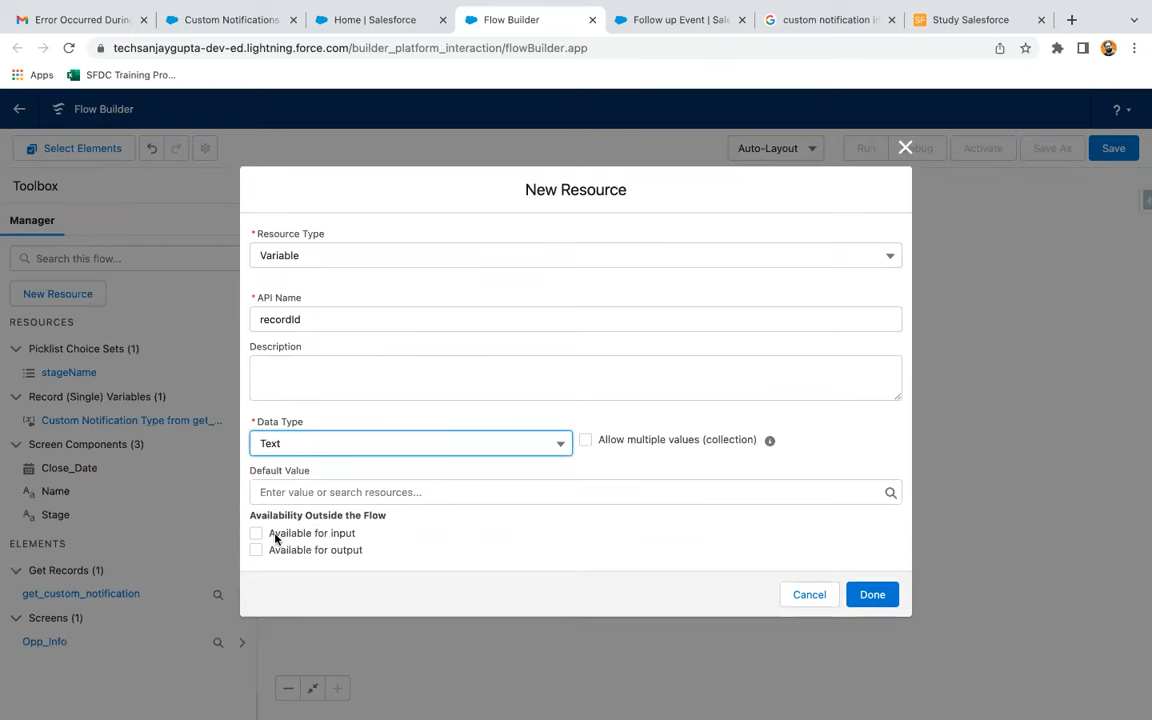 Error Occurred Durin
Custom Notifications
Home | Salesforce
Flow Builder
Follow up Event | Sal
custom notification in
Study Salesforce
techsanjaygupta-dev-ed.lightning.force.com/builder_platform_interaction/flowBuilder.app
Apps
SFDC Training Pro...
Flow Builder
?
Select Elements
Auto-Layout
Run
Debug
Activate
Save As
Save
Toolbox
Manager
Search this flow...
New Resource
RESOURCES
Picklist Choice Sets (1)
stageName
Record (Single) Variables (1)
Custom Notification Type from get_...
Screen Components (3)
Close_Date
Name
Stage
ELEMENTS
Get Records (1)
get_custom_notification
Screens (1)
Opp_Info
New Resource
*Resource Type
Variable
*API Name
recordId
Description
*Data Type
Text
Allow multiple values (collection)
Default Value
Enter value or search resources...
Availability Outside the Flow
Available for input
Available for output
Cancel
Done